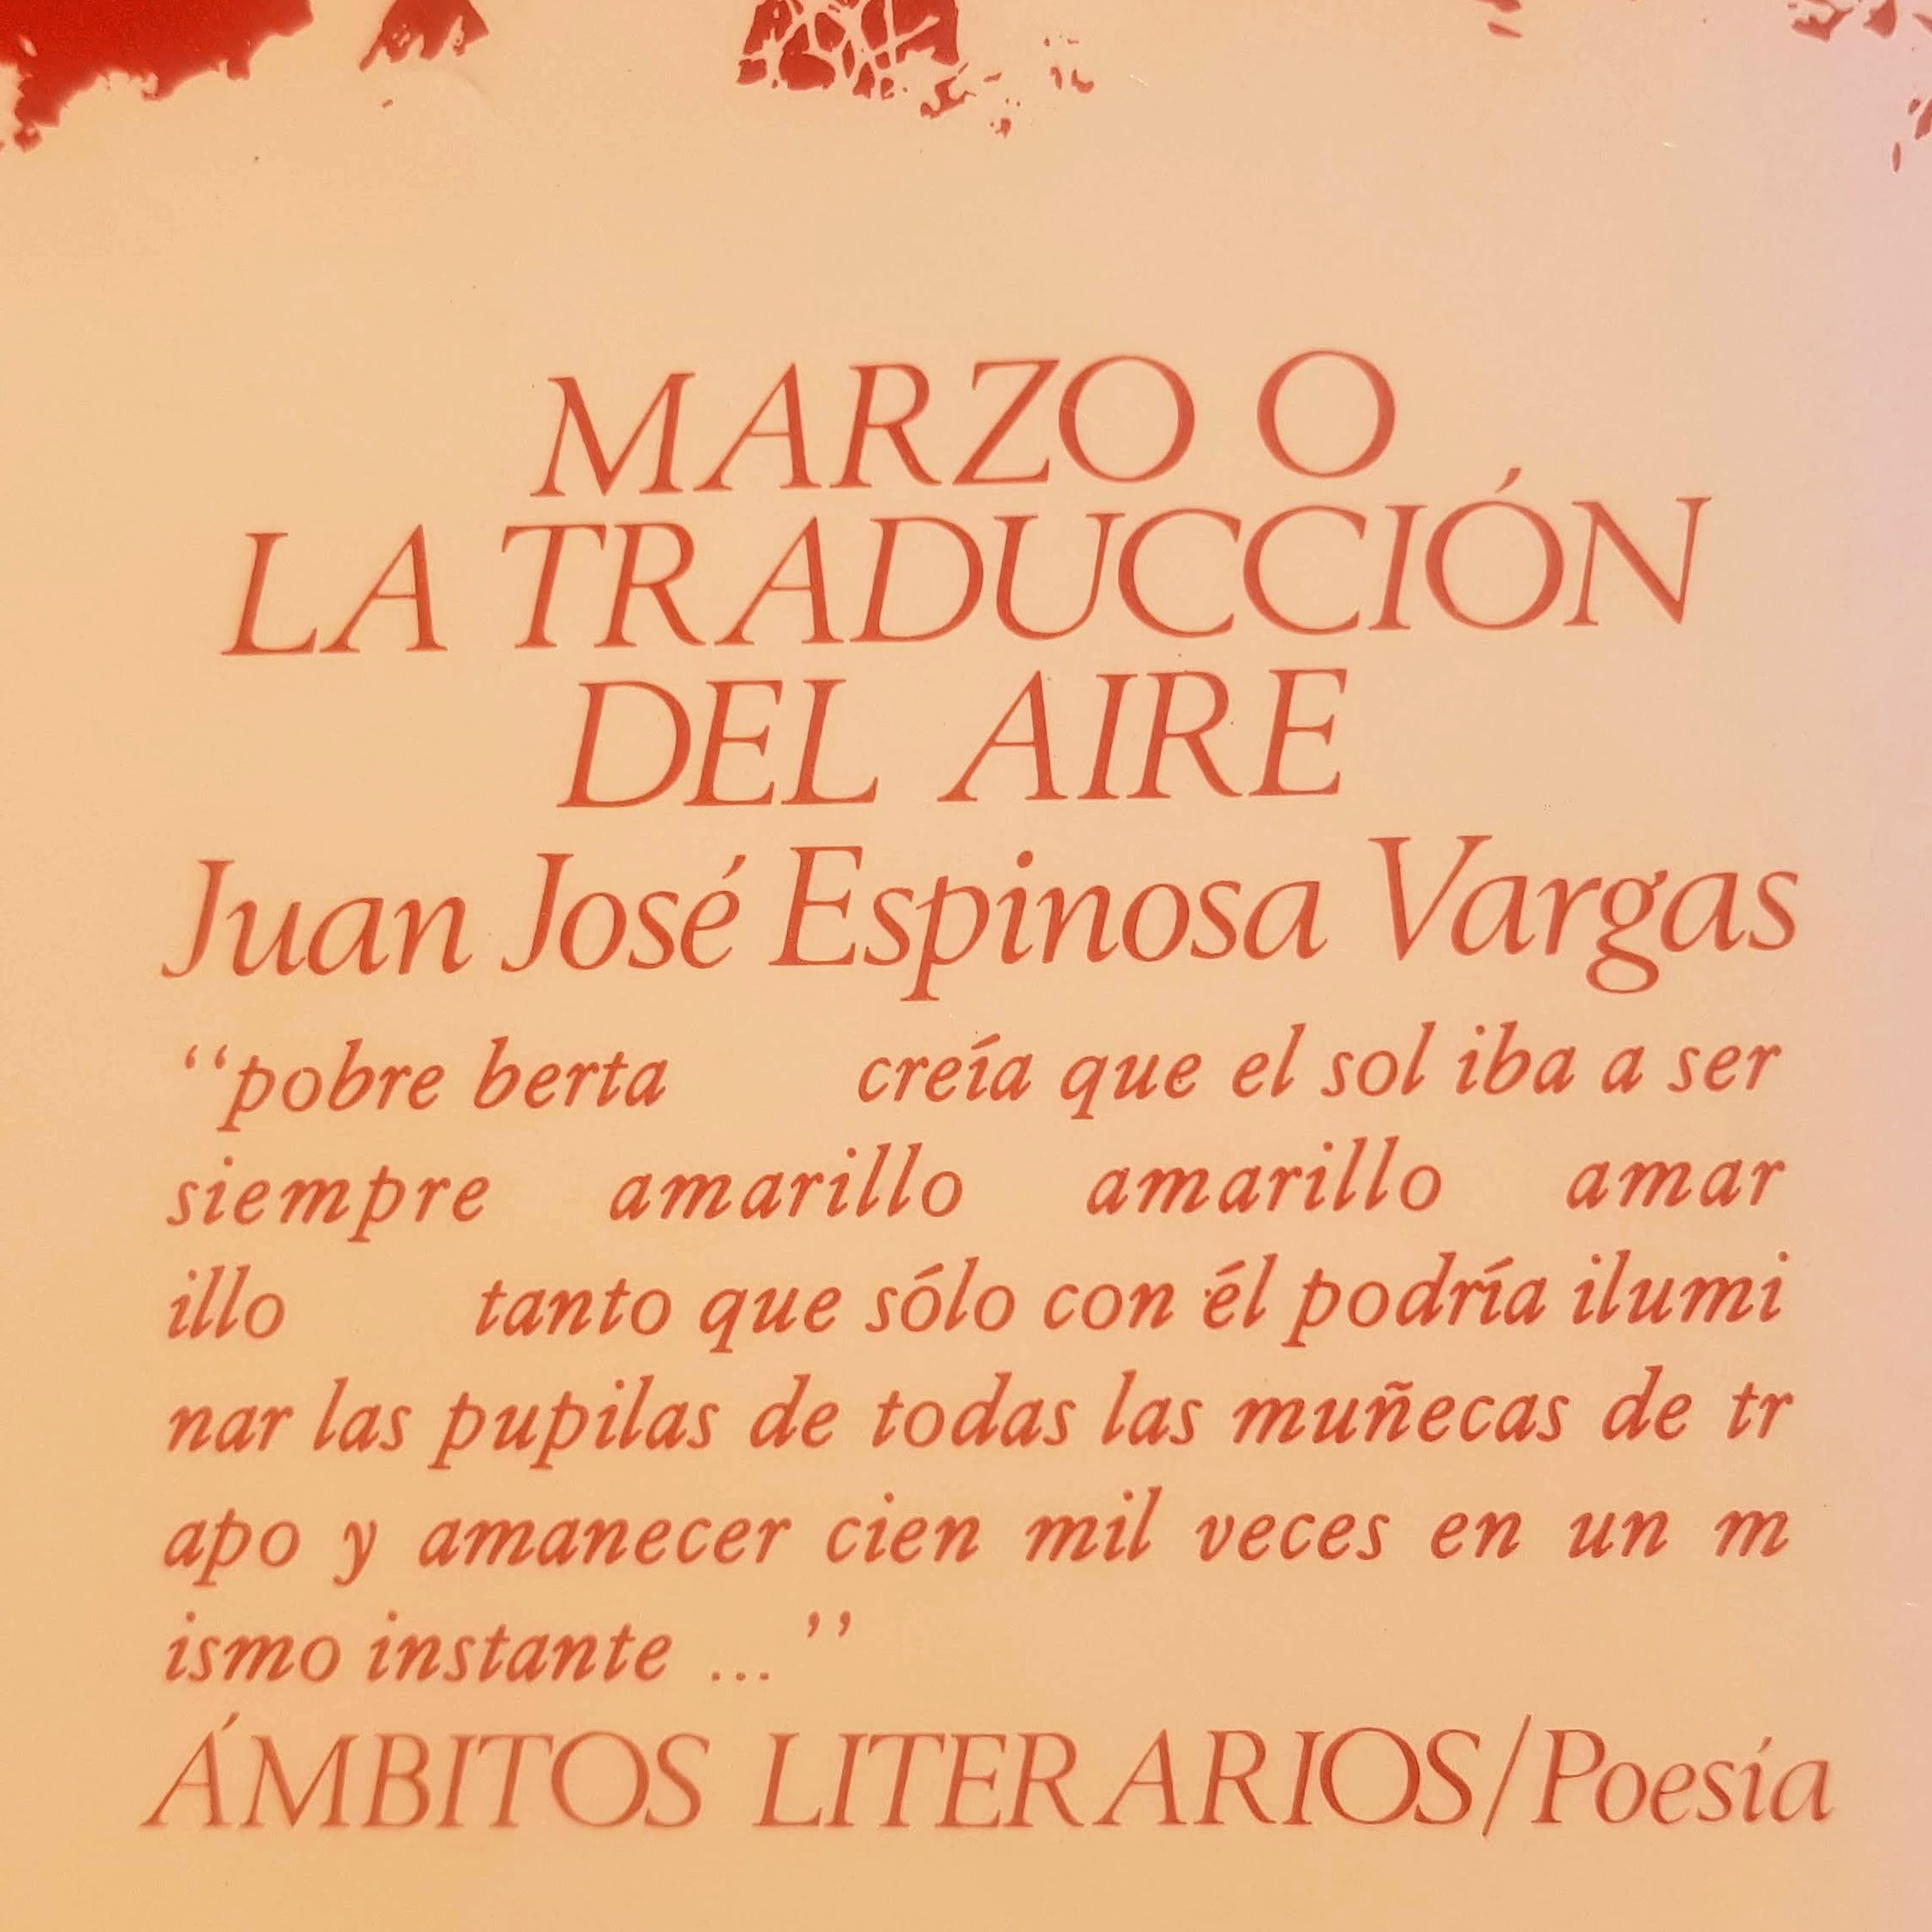 MARZO O
LA TRADUCCIÓN
DEL AIRE
Juan José Espinosa Vargas
“pobre berta creía que el sol iba a ser
siempre amarillo amarillo amar
illo tanto que sólo con él podría ilumi
nar las pupilas de todas las muñecas de tr
apo y amanecer cien mil veces en un m
ismo instante ...”
ÁMBITOS LITERARIOS/Poesía